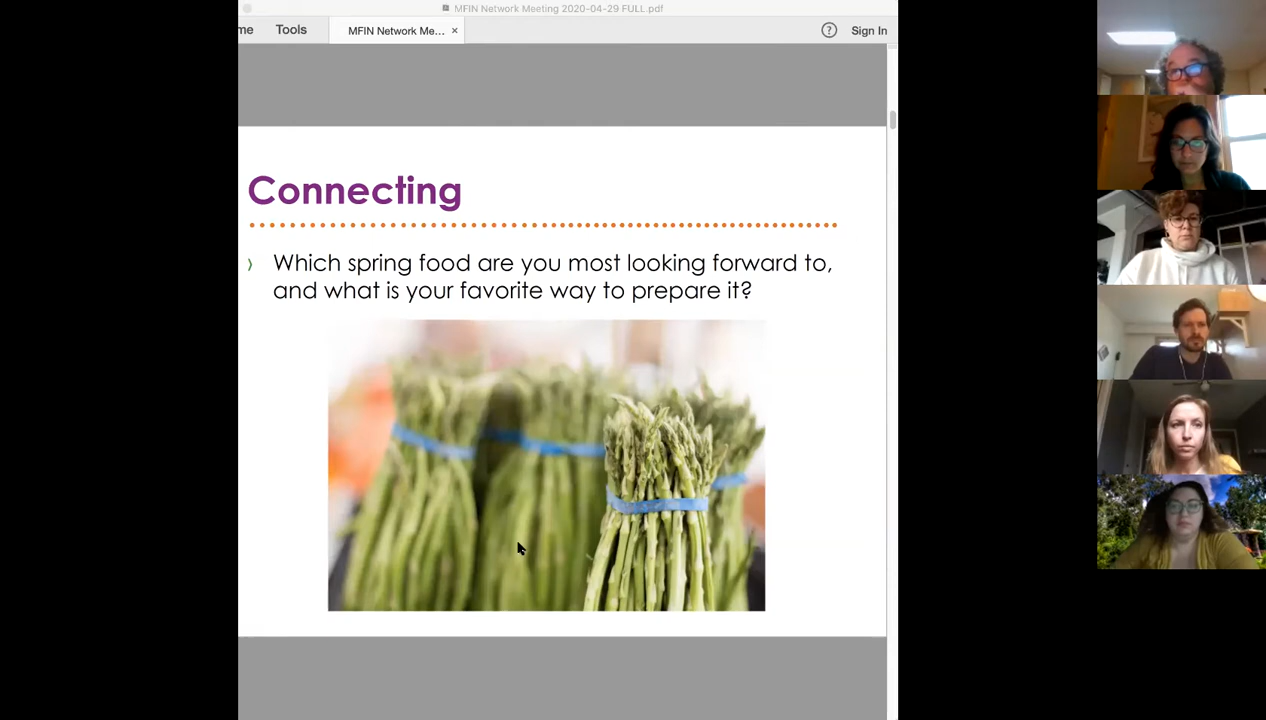 MFIN Network Meeting 2020-04-29 FULL.pdf
me
Tools
MFIN Network Me... ×
?
Sign In
Connecting
Which spring food are you most looking forward to,
and what is your favorite way to prepare it?